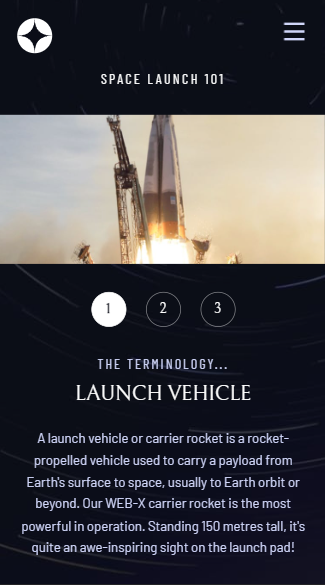 SPACE LAUNCH 101
1
2
3
THE TERMINOLOGY...
LAUNCH VEHICLE
A launch vehicle or carrier rocket is a rocket-
propelled vehicle used to carry a payload from
Earth's surface to space, usually to Earth orbit or
beyond. Our WEB-X carrier rocket is the most
powerful in operation. Standing 150 metres tall, it's
quite an awe-inspiring sight on the launch pad!